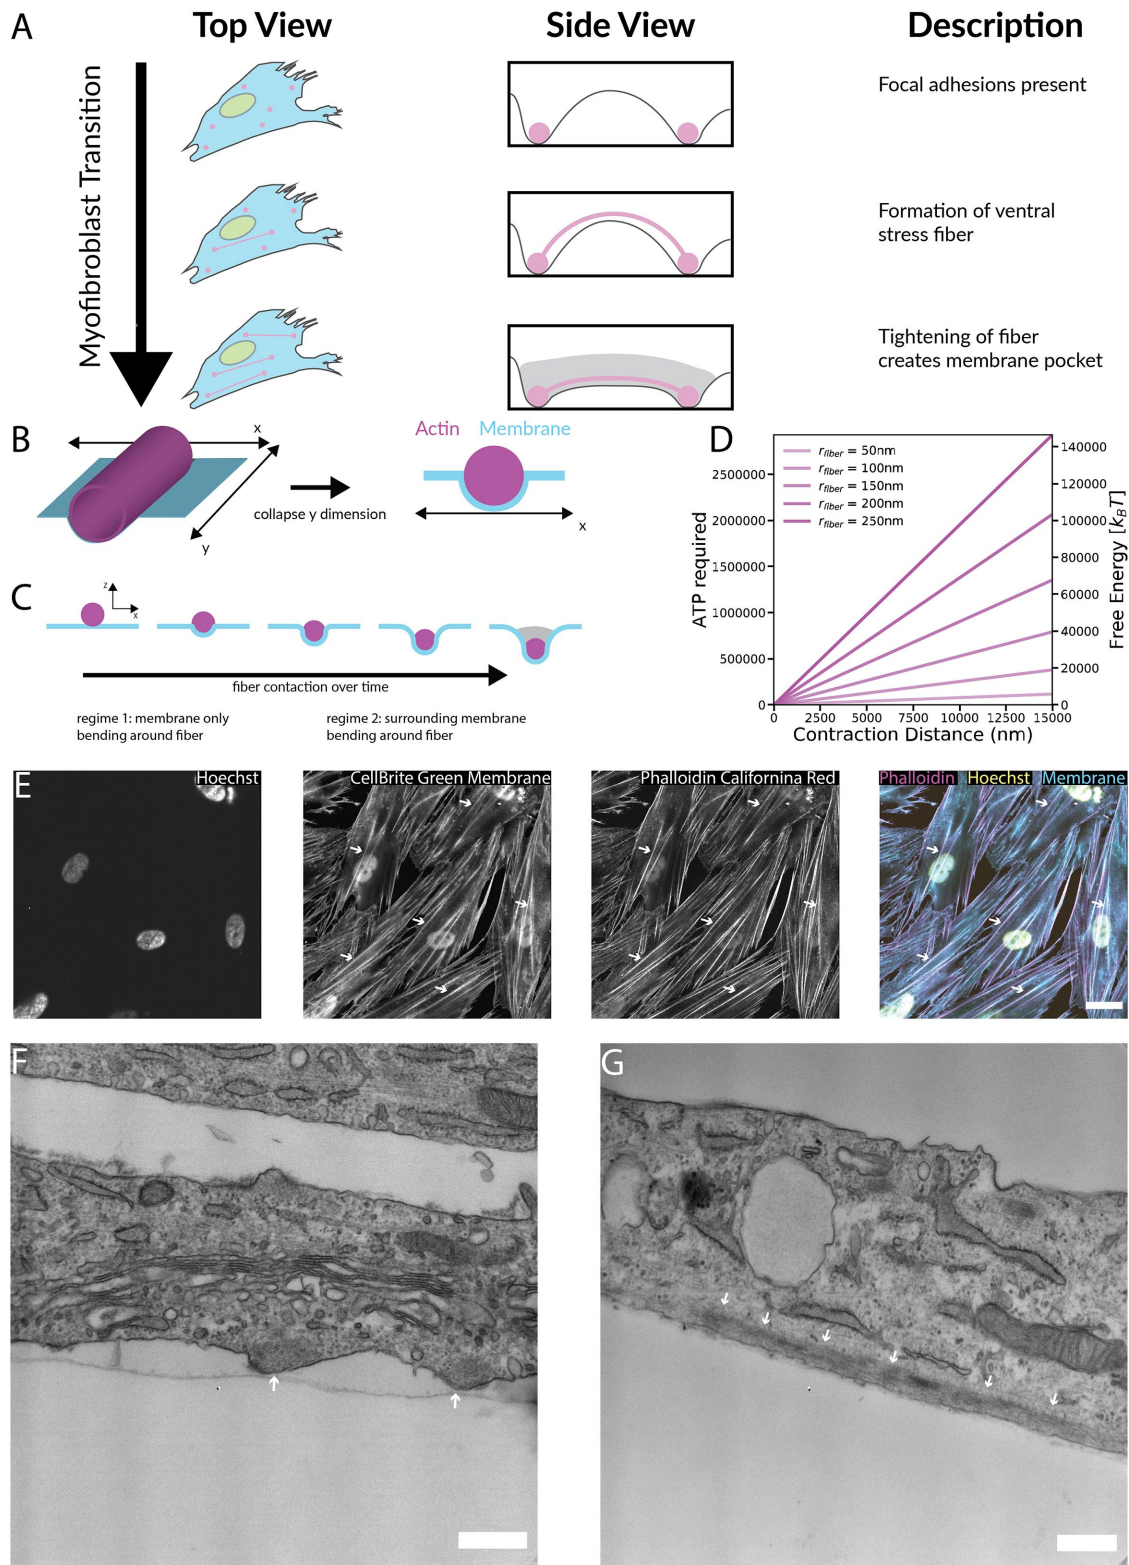 A
Top View
Side View
Description
Myofibroblast Transition
Focal adhesions present
Formation of ventral
stress fiber
Tightening of fiber
creates membrane pocket
B
x
y
collapse y dimension
Actin
Membrane
x
C
z
x
fiber contaction over time
regime 1: membrane only
bending around fiber
regime 2: surrounding membrane
bending around fiber
D
r_fiber = 50nm
r_fiber = 100nm
r_fiber = 150nm
r_fiber = 200nm
r_fiber = 250nm
ATP required
2500000
2000000
1500000
1000000
500000
0
Free Energy [k_BT]
140000
120000
100000
80000
60000
40000
20000
0
0 2500 5000 7500 10000 12500 15000
Contraction Distance (nm)
E
Hoechst
CellBrite Green Membrane
Phalloidin Californina Red
Phalloidin Hoechst Membrane
F
G